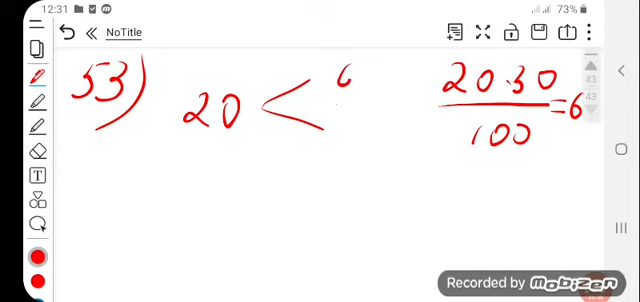 12:31 73%
NoTitle
53)
20 < 6
20·30
100
=6
43
43
T
Recorded by mobizen